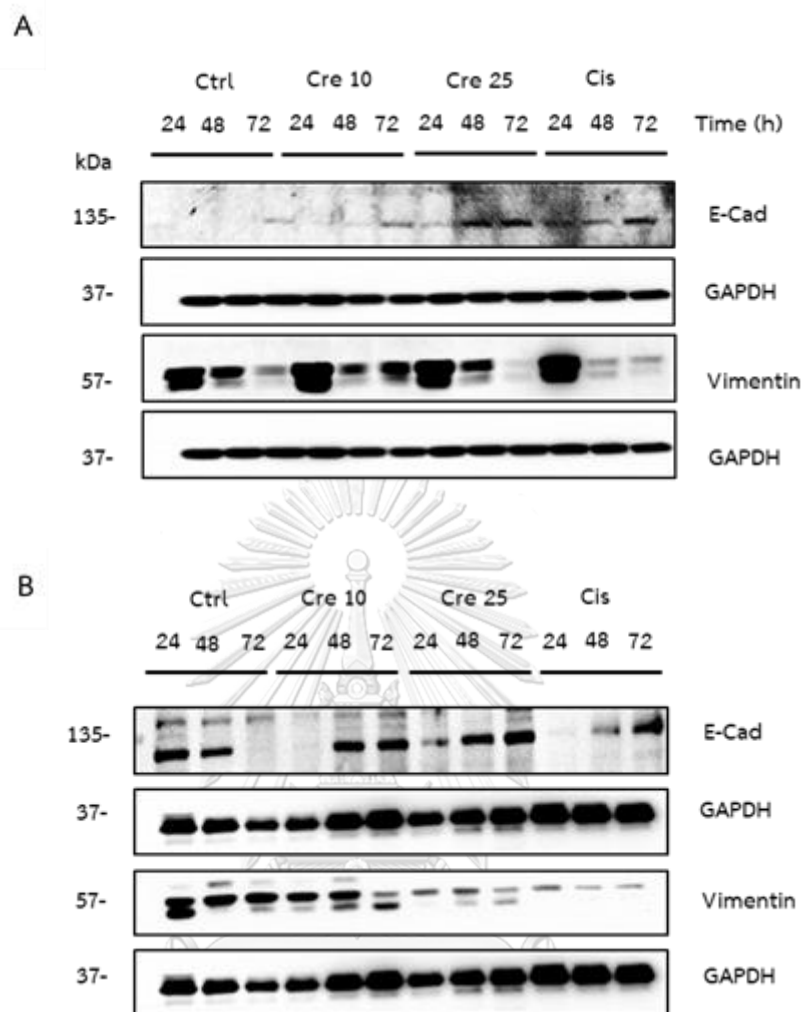 A
Ctrl Cre 10 Cre 25 Cis
24 48 72 24 48 72 24 48 72 24 48 72 Time (h)
kDa
135- E-Cad
37- GAPDH
57- Vimentin
37- GAPDH
B
Ctrl Cre 10 Cre 25 Cis
24 48 72 24 48 72 24 48 72 24 48 72
135- E-Cad
37- GAPDH
57- Vimentin
37- GAPDH